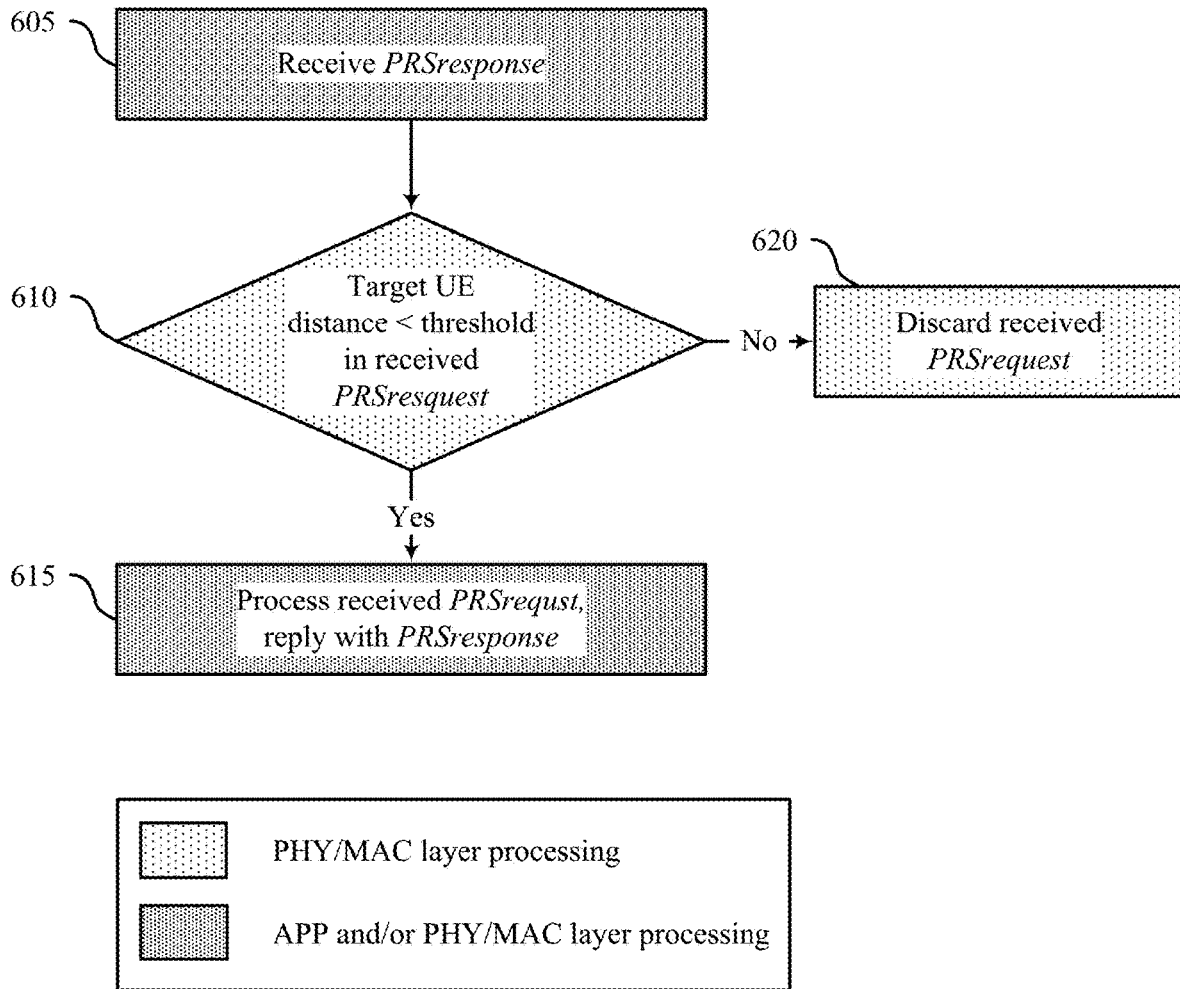 605
Receive PRSresponse
610
Target UE
distance < threshold
in received
PRSresquest
No
620
Discard received
PRSrequest
Yes
615
Process received PRSrequst,
reply with PRSresponse
PHY/MAC layer processing
APP and/or PHY/MAC layer processing